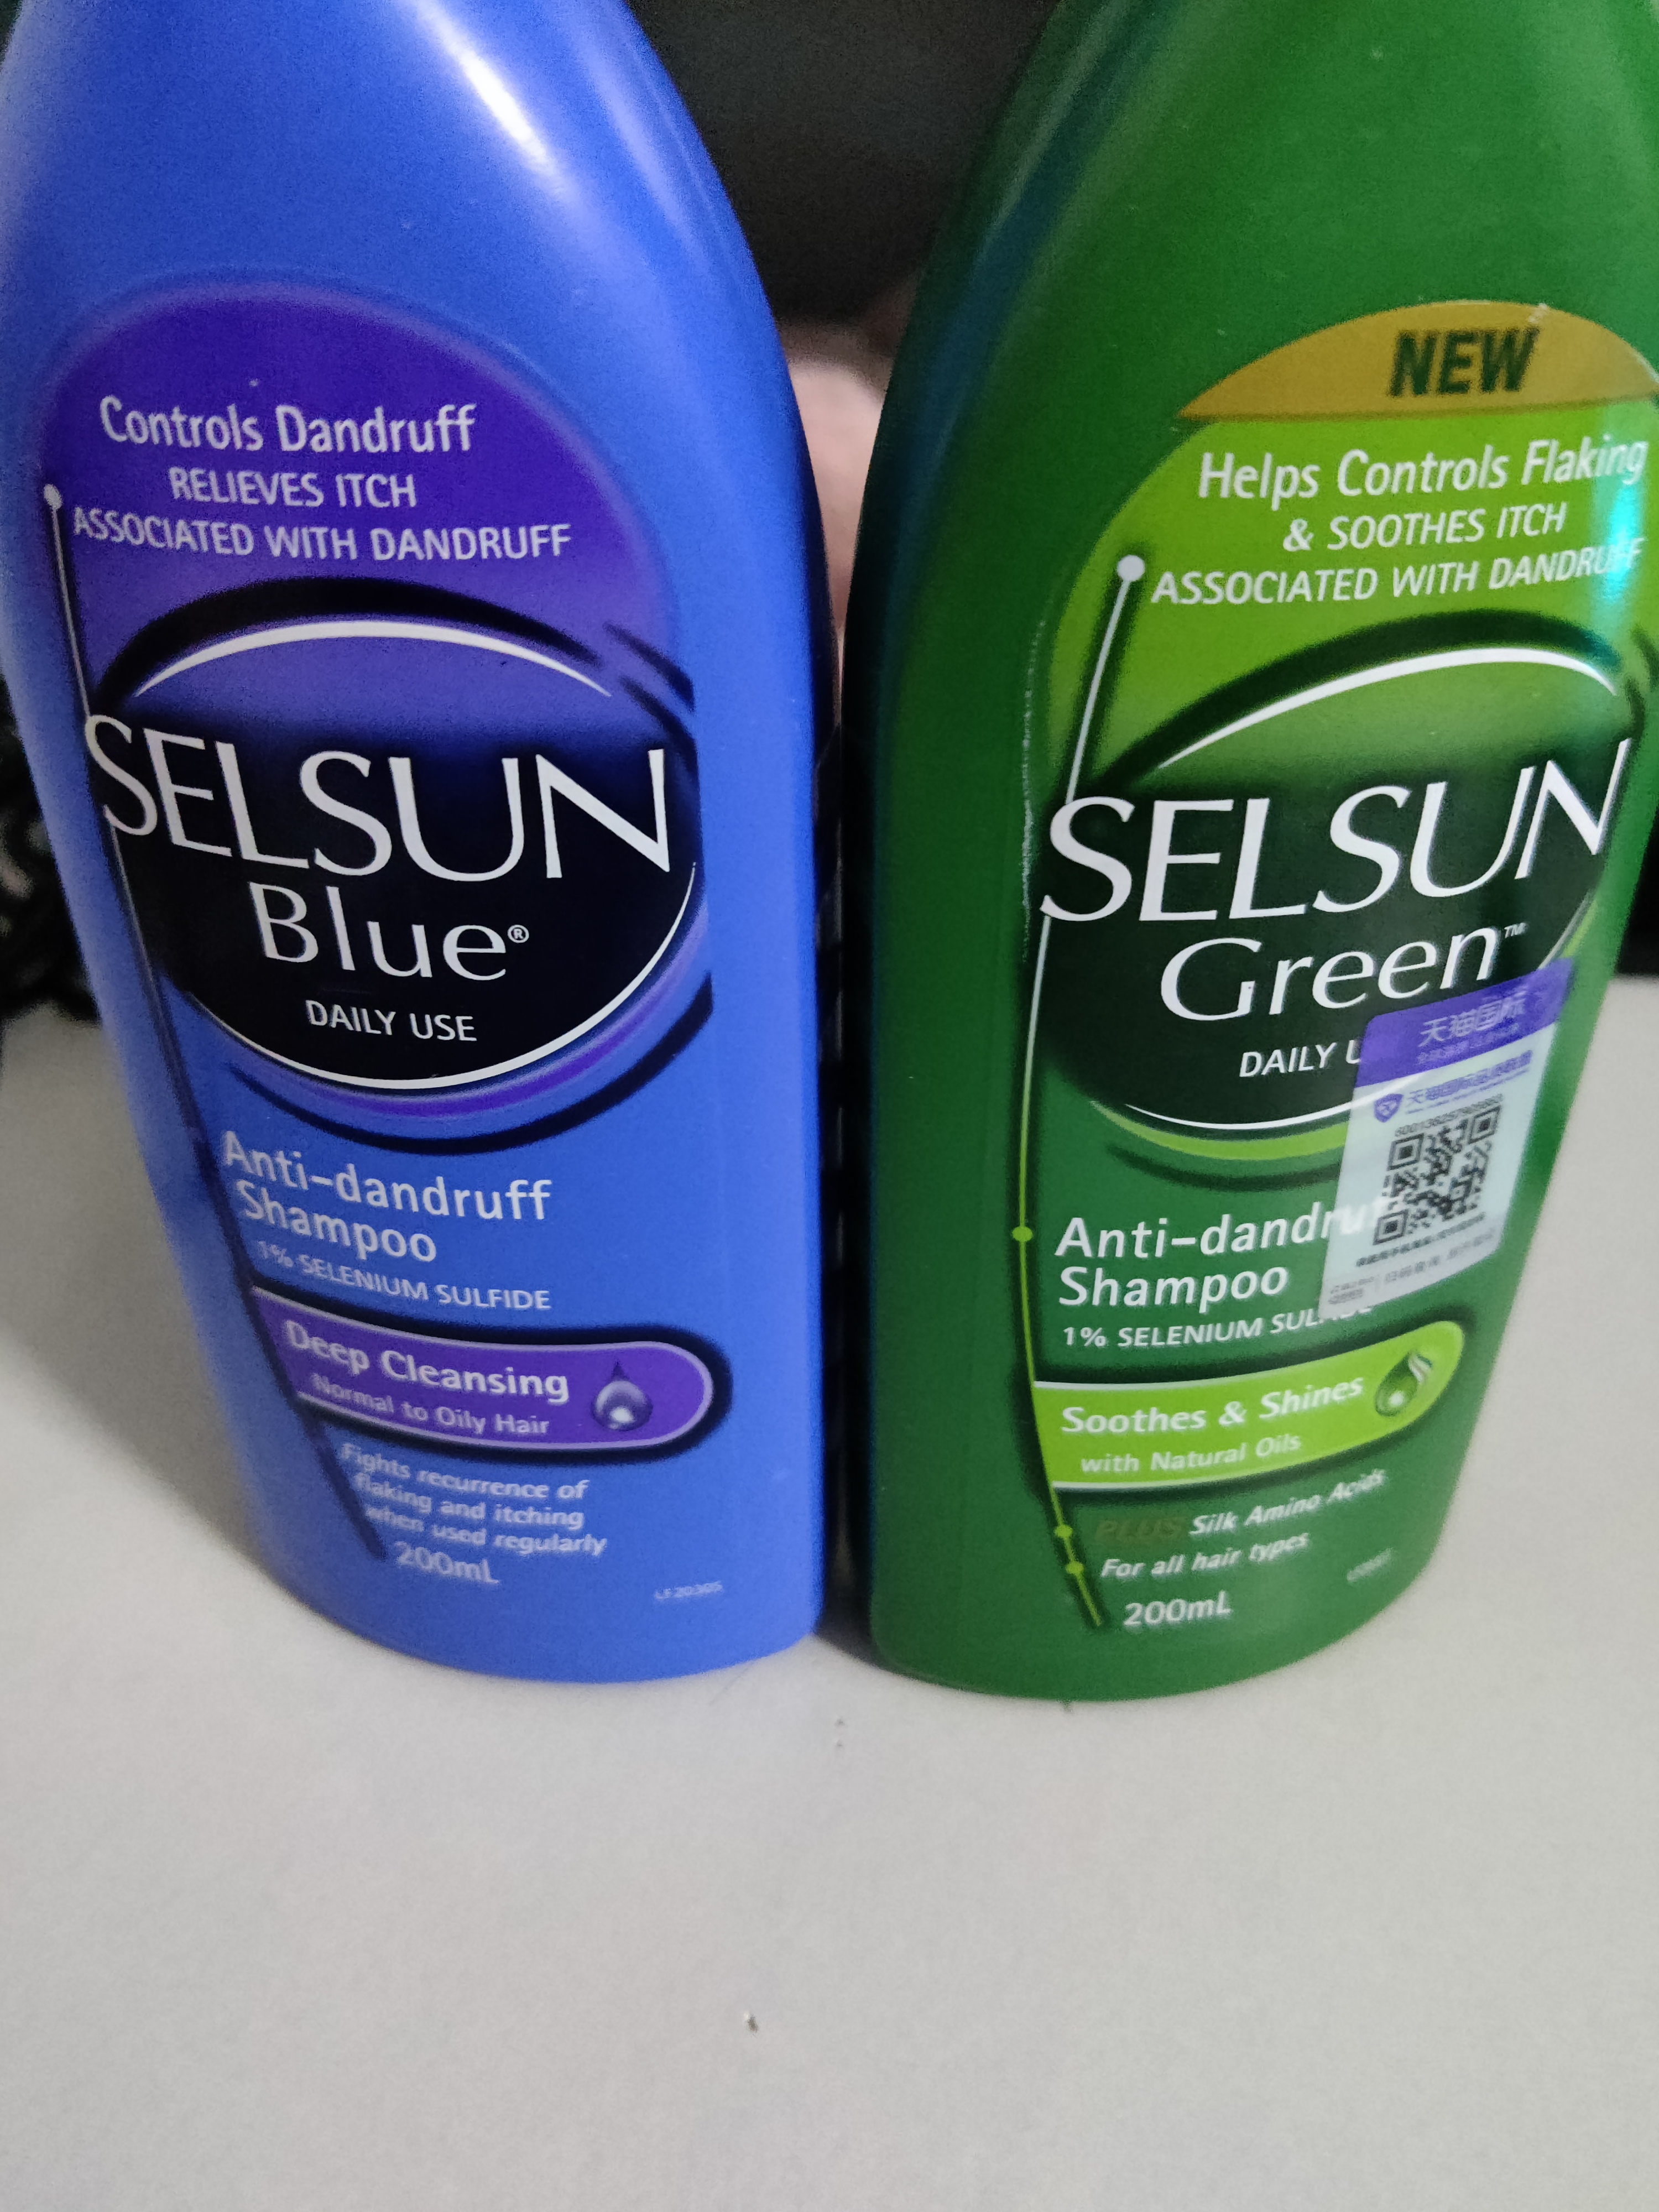 Controls Dandruff
RELIEVES ITCH
ASSOCIATED WITH DANDRUFF
SELSUN
Blue®
DAILY USE
Anti-dandruff
Shampoo
1% SELENIUM SULFIDE
Deep Cleansing
Normal to Oily Hair
Fights recurrence of
flaking and itching
when used regularly
200mL
NEW
Helps Controls Flaking
& SOOTHES ITCH
ASSOCIATED WITH DANDRUFF
SELSUN
Green™
DAILY U
天猫国际
Anti-dandru
Shampoo
1% SELENIUM
Soothes & Shines
with Natural Oils
PLUS Silk Amino Acids
For all hair types
200mL